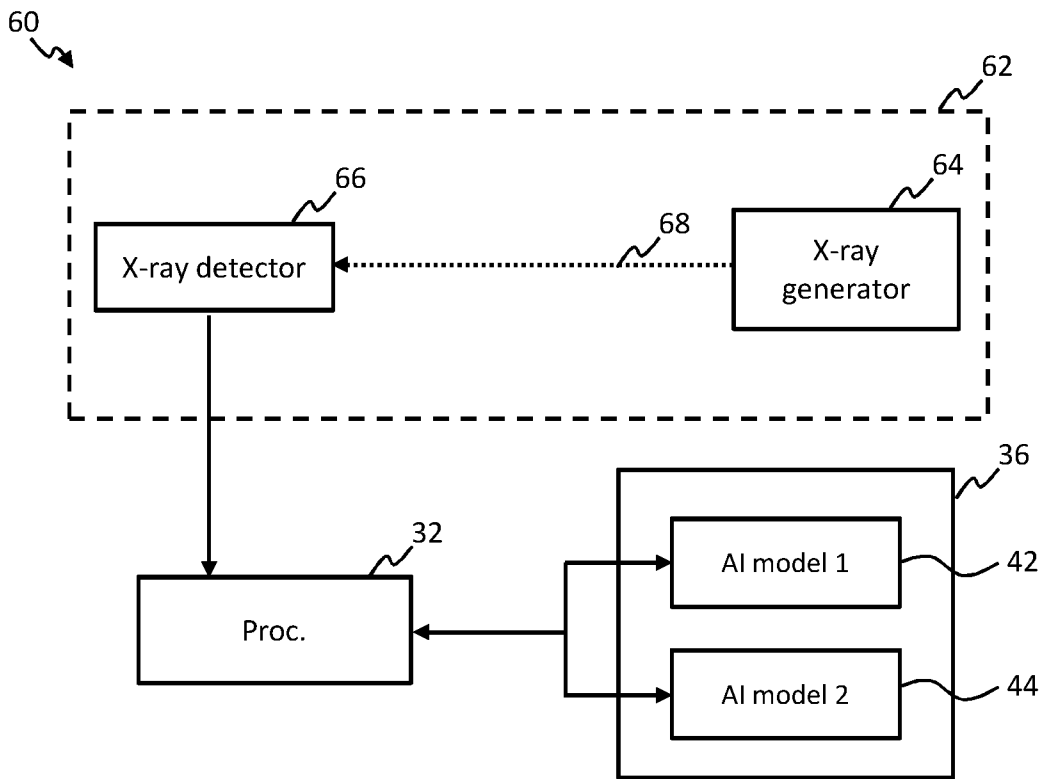 60
62
66
64
X-ray detector
68
X-ray
generator
36
32
AI model 1
42
Proc.
AI model 2
44